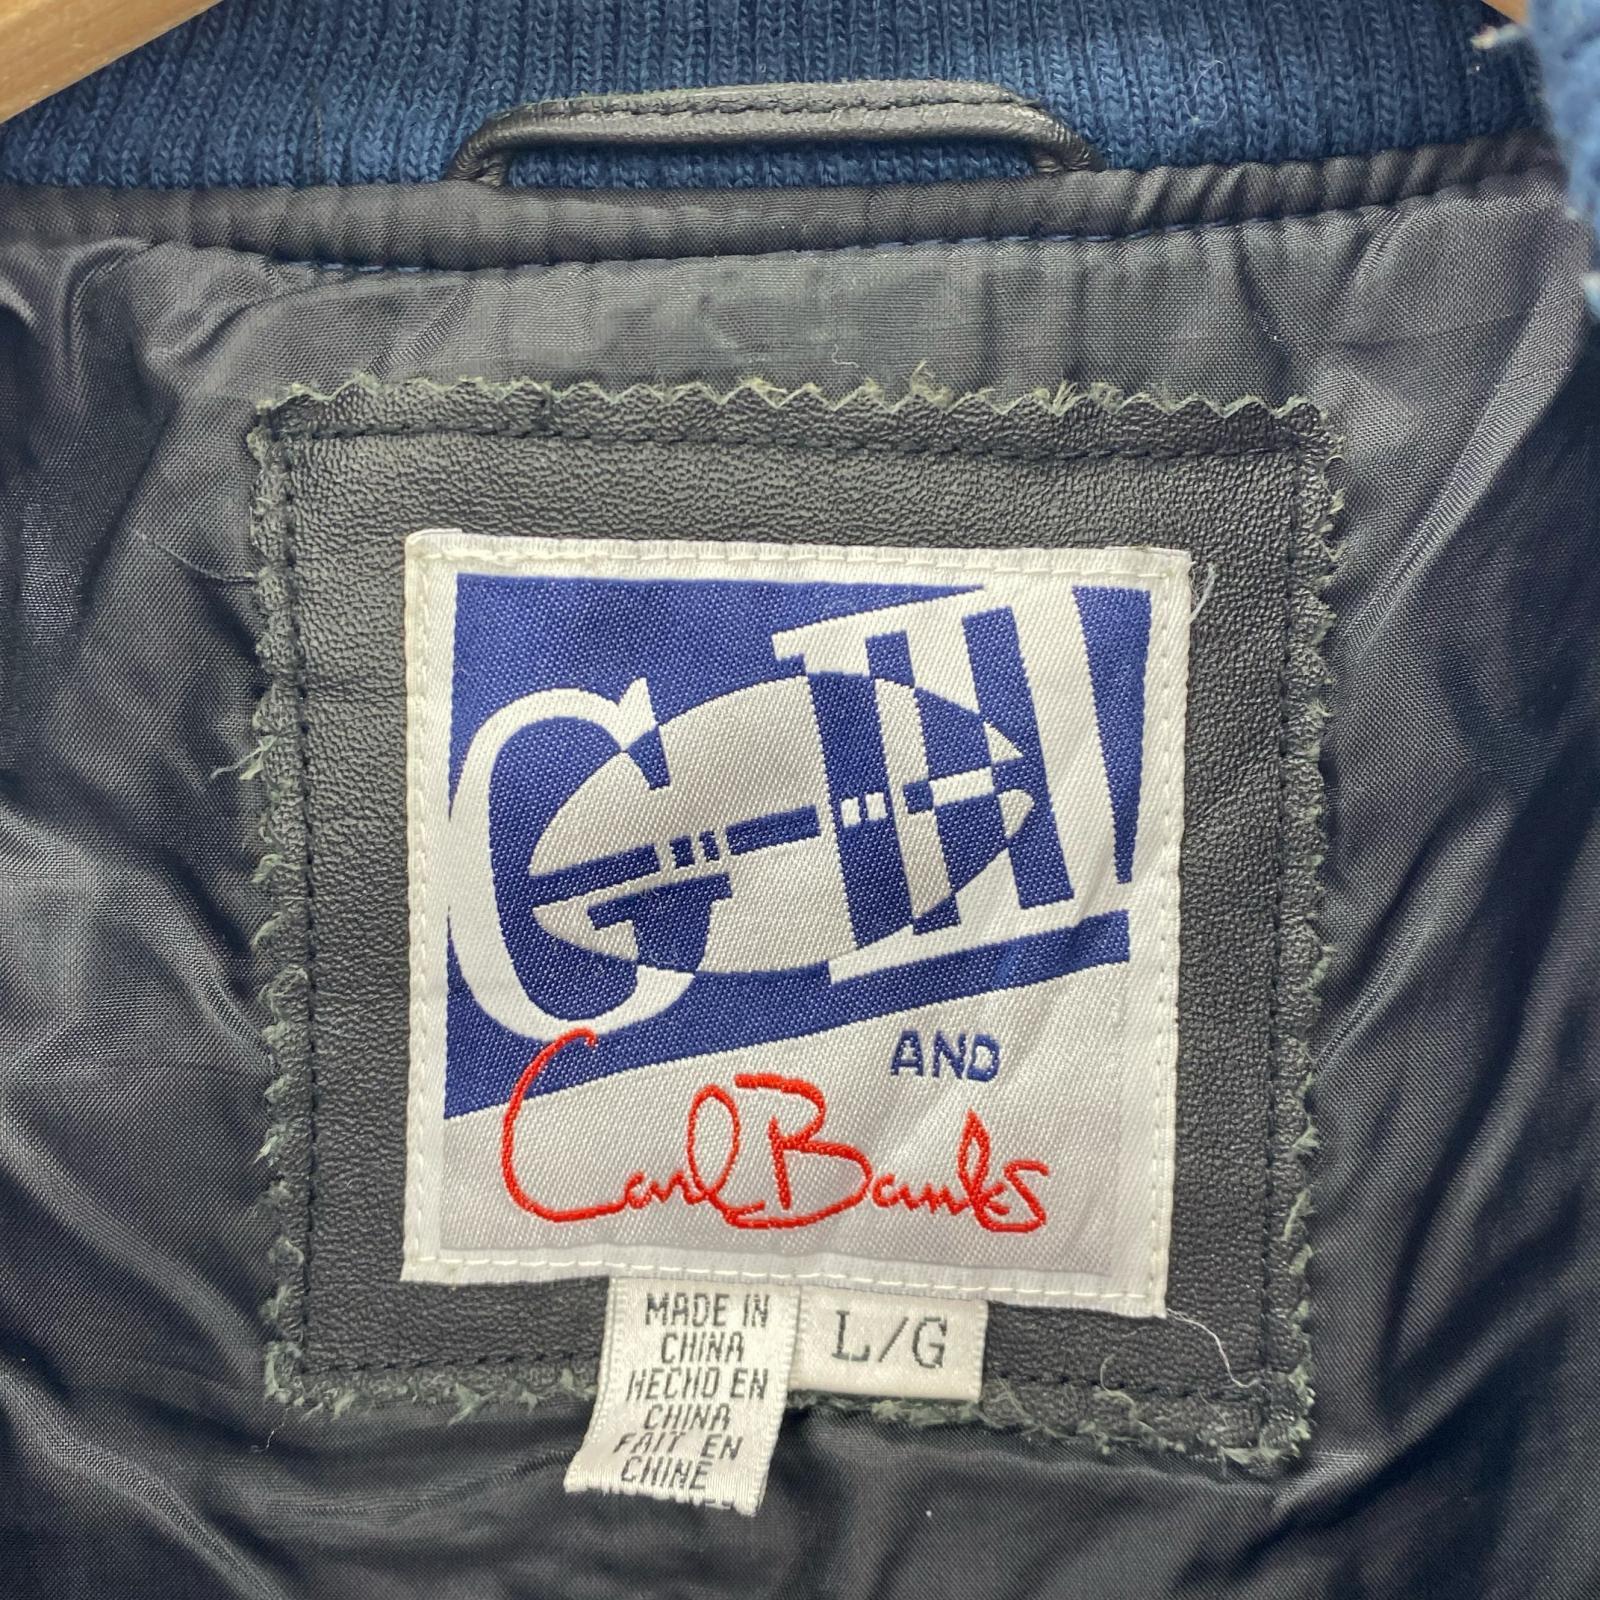 G-III
AND
Carl Banks
MADE IN
CHINA
HECHO EN
CHINA
FAIT EN
CHINE
L/G